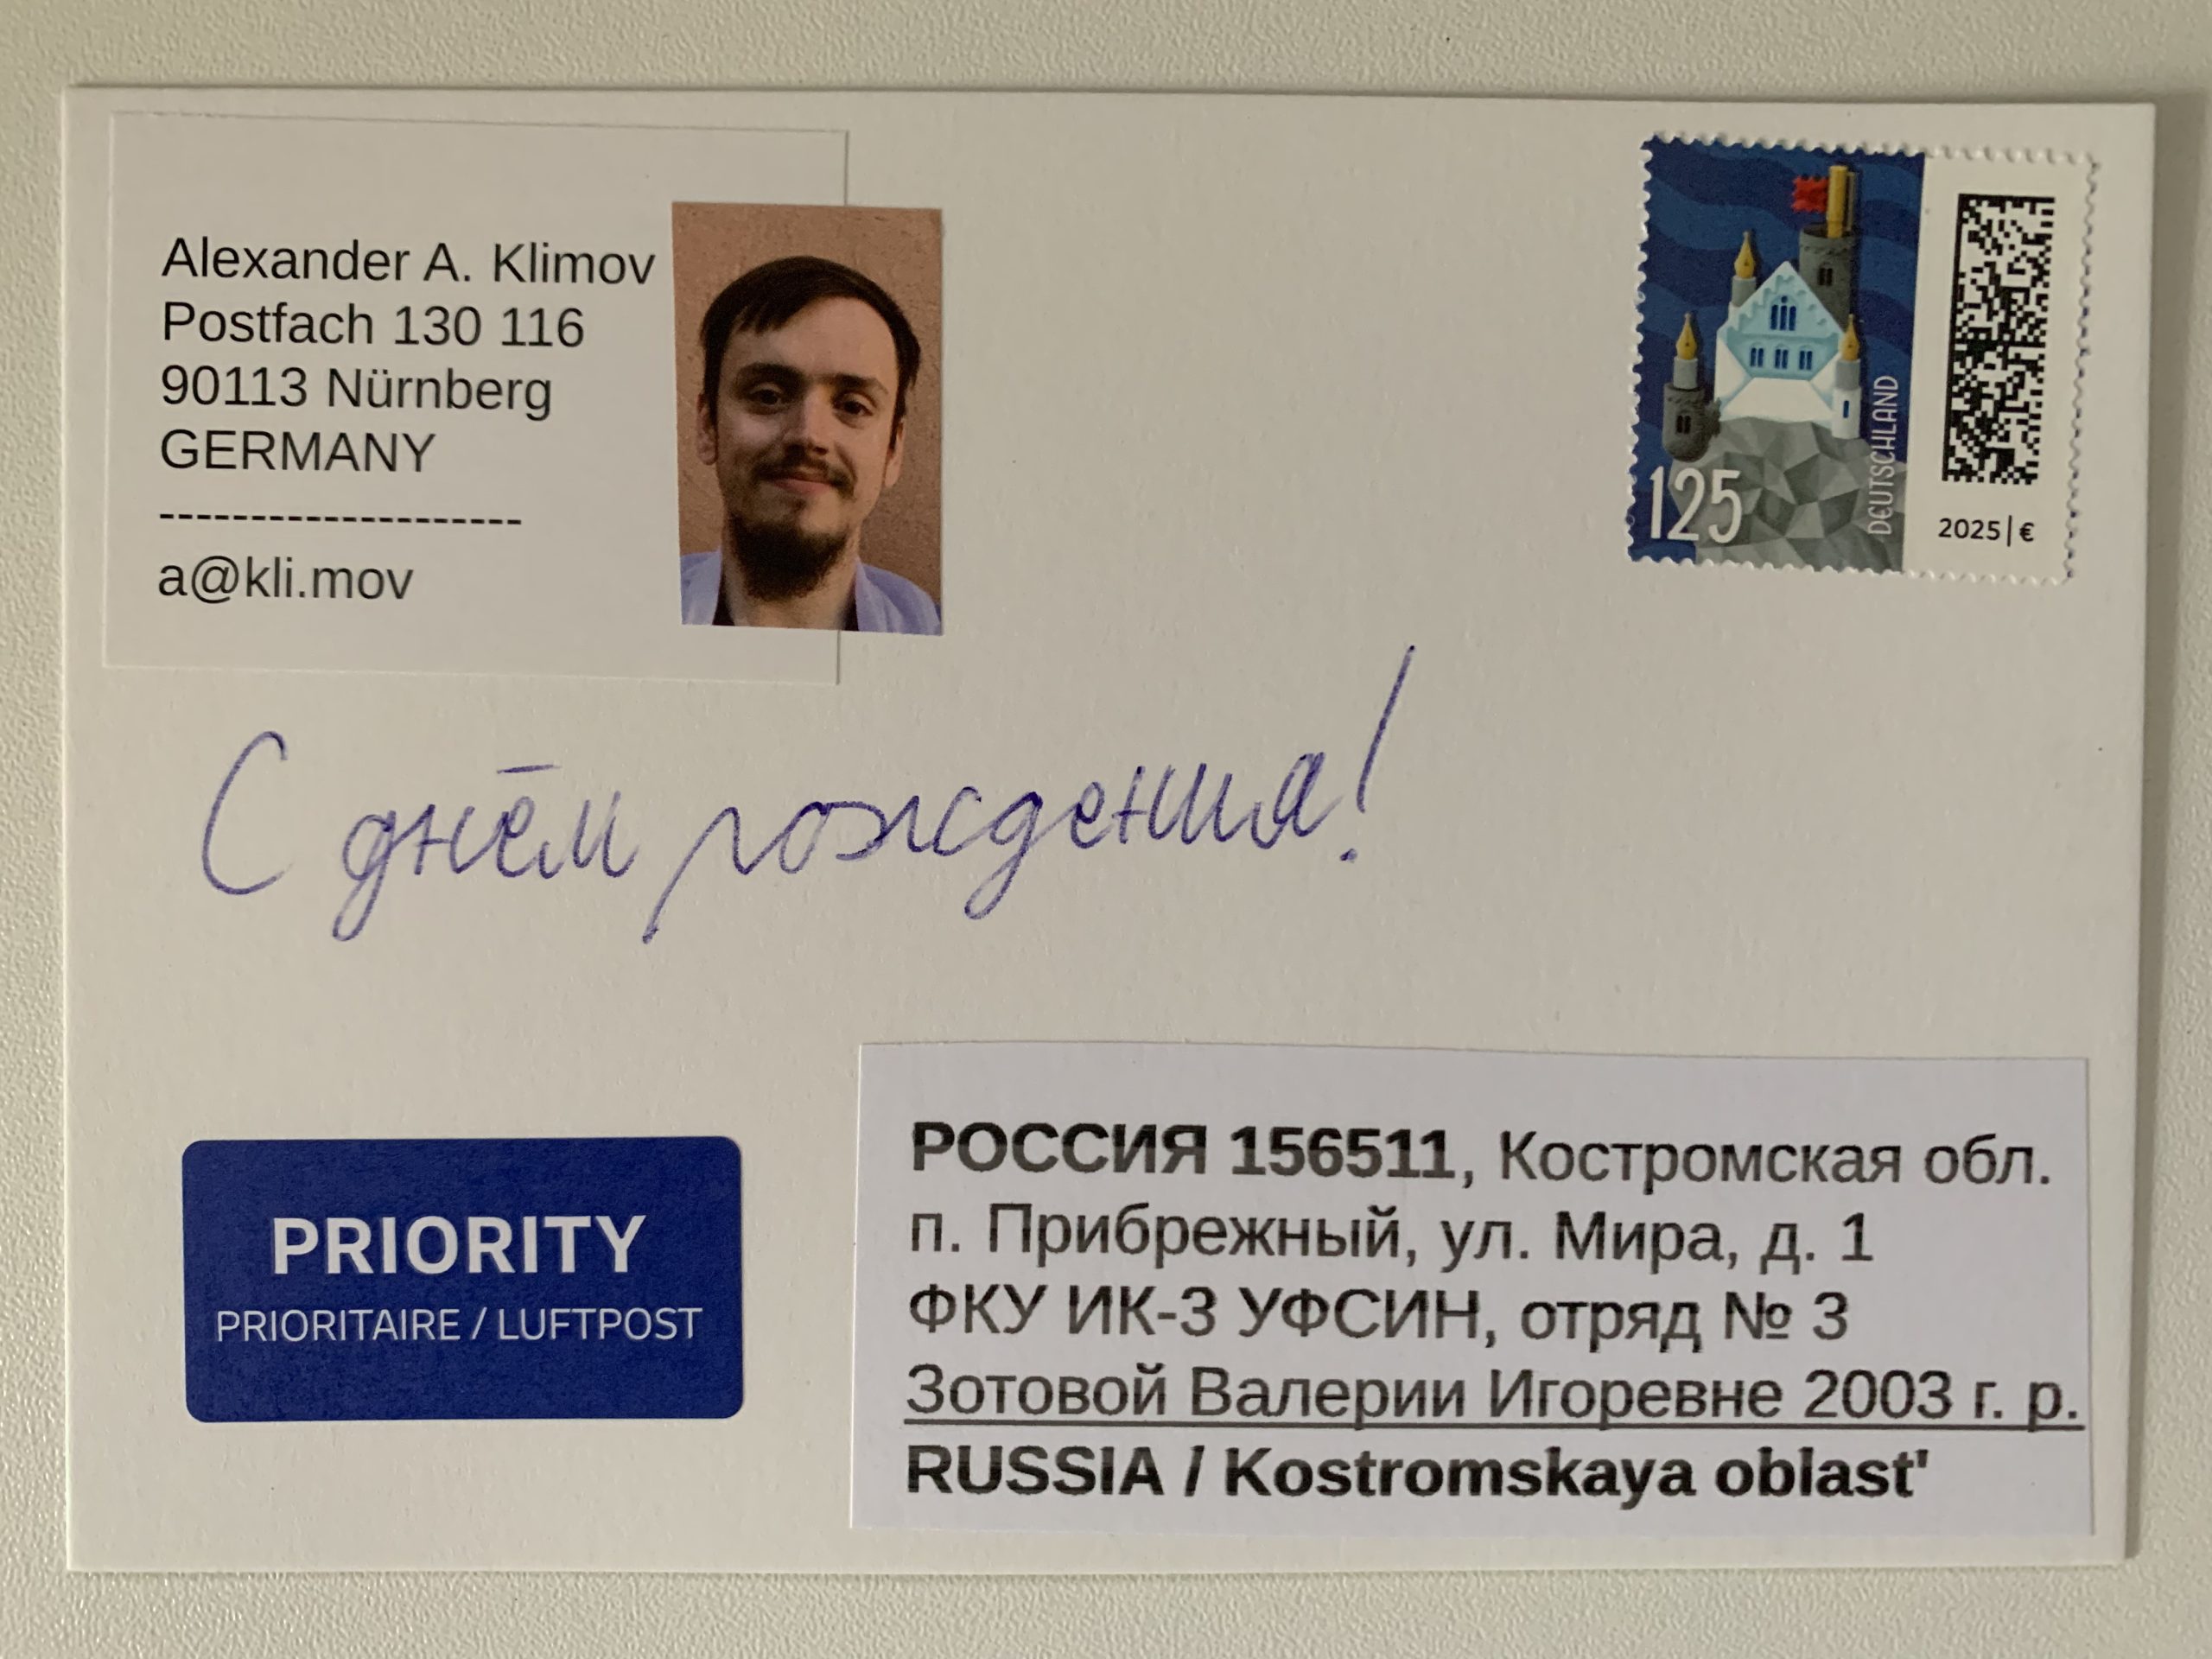 Alexander A. Klimov
Postfach 130 116
90113 Nürnberg
GERMANY
--------------------
a@kli.mov
125
DEUTSCHLAND
2025|€
С днём рождения!
PRIORITY
PRIORITAIRE / LUFTPOST
РОССИЯ 156511, Костромская обл.
п. Прибрежный, ул. Мира, д. 1
ФКУ ИК-3 УФСИН, отряд № 3
Зотовой Валерии Игоревне 2003 г. р.
RUSSIA / Kostromskaya oblast'